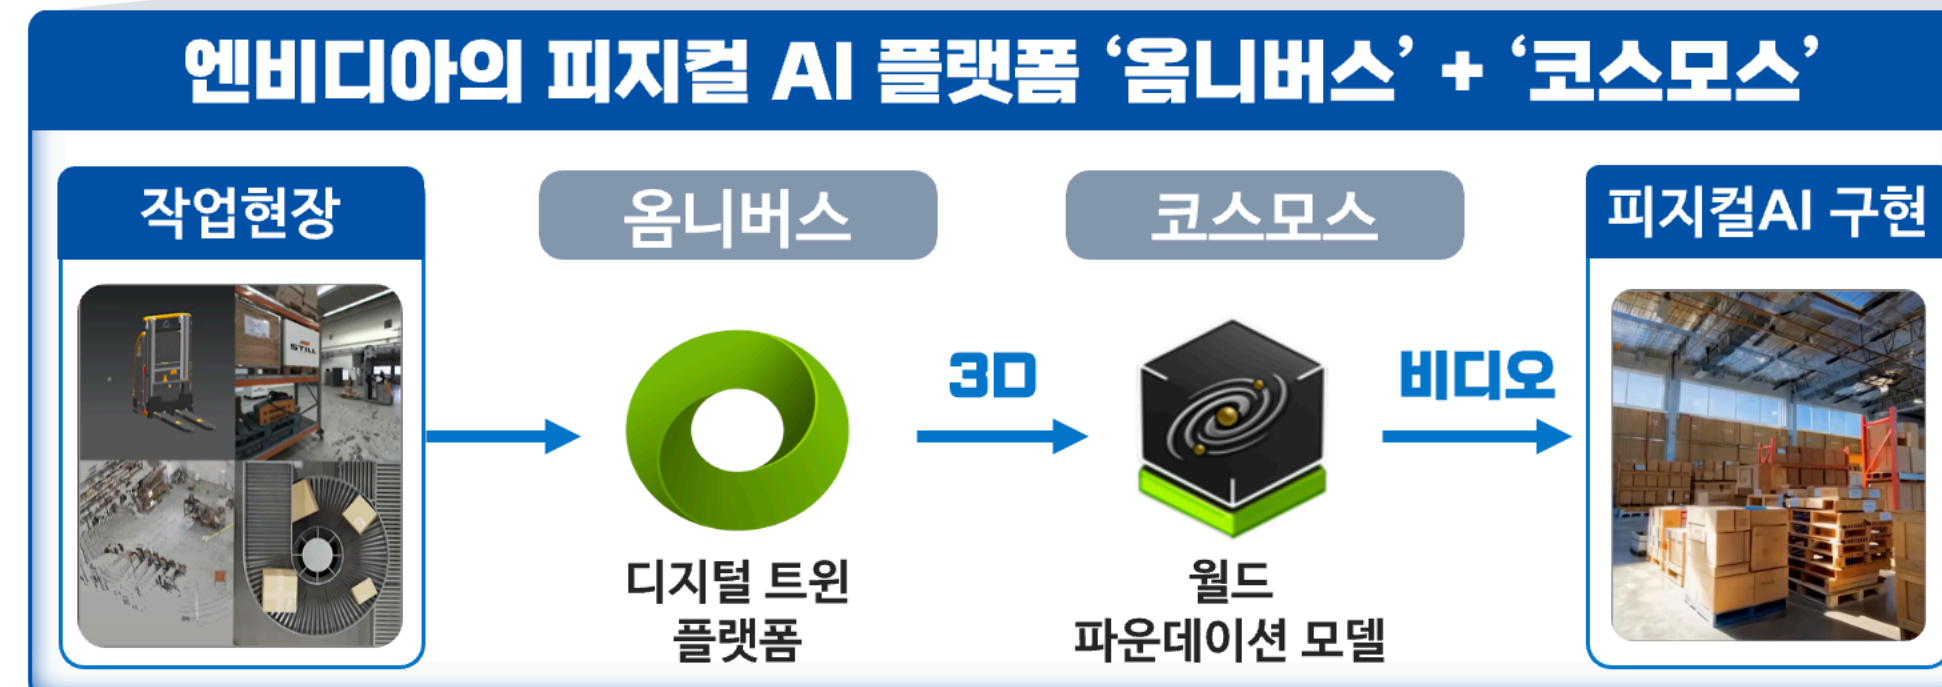 엔비디아의 피지컬 AI 플랫폼 ‘옴니버스’ + ‘코스모스’
작업현장
옴니버스
코스모스
피지컬AI 구현
STILL
3D
비디오
디지털 트윈
플랫폼
월드
파운데이션 모델